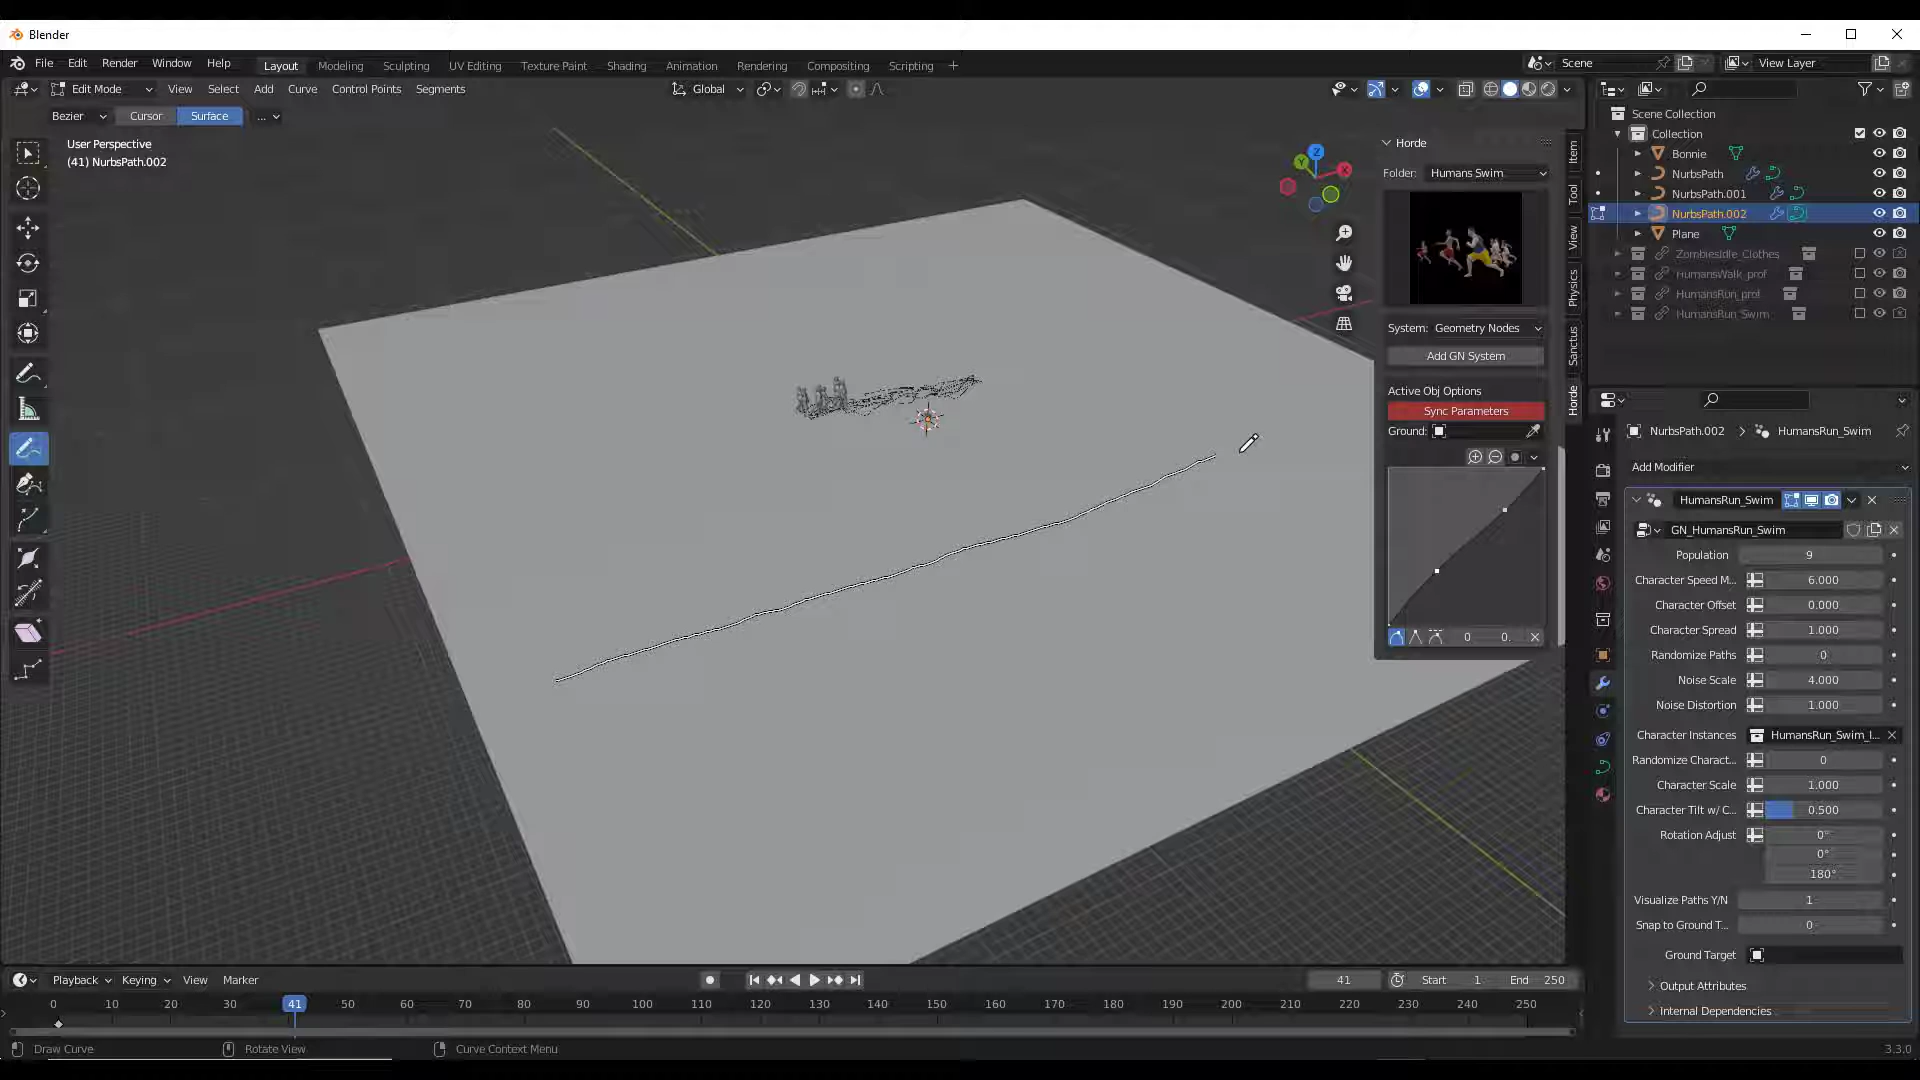 Blender
File Edit Render Window Help
Layout Modeling Sculpting UV Editing Texture Paint Shading Animation Rendering Compositing Scripting +
Scene
View Layer
Edit Mode View Select Add Curve Control Points Segments
Global
Bezier Cursor Surface ...
User Perspective
(41) NurbsPath.002
Z
Y
X
Item
Tool
View
Physics
Sanctus
Horde
Horde
Folder: Humans Swim
System: Geometry Nodes
Add GN System
Active Obj Options
Sync Parameters
Ground:
0 0.
Scene Collection
Collection
Bonnie
NurbsPath
NurbsPath.001
NurbsPath.002
Plane
ZombiesIdle_Clothes
HumansWalk_prof
HumansRun_prof
HumansRun_Swim
NurbsPath.002 > HumansRun_Swim
Add Modifier
HumansRun_Swim
GN_HumansRun_Swim
Population 9
Character Speed M... 6.000
Character Offset 0.000
Character Spread 1.000
Randomize Paths 0
Noise Scale 4.000
Noise Distortion 1.000
Character Instances HumansRun_Swim_I...
Randomize Charact... 0
Character Scale 1.000
Character Tilt w/ C... 0.500
Rotation Adjust 0°
0°
180°
Visualize Paths Y/N 1
Snap to Ground T... 0
Ground Target
Output Attributes
Internal Dependencies
Playback Keying View Marker
41 Start 1 End 250
0 10 20 30 41 50 60 70 80 90 100 110 120 130 140 150 160 170 180 190 200 210 220 230 240 250
Draw Curve Rotate View Curve Context Menu
3.3.0